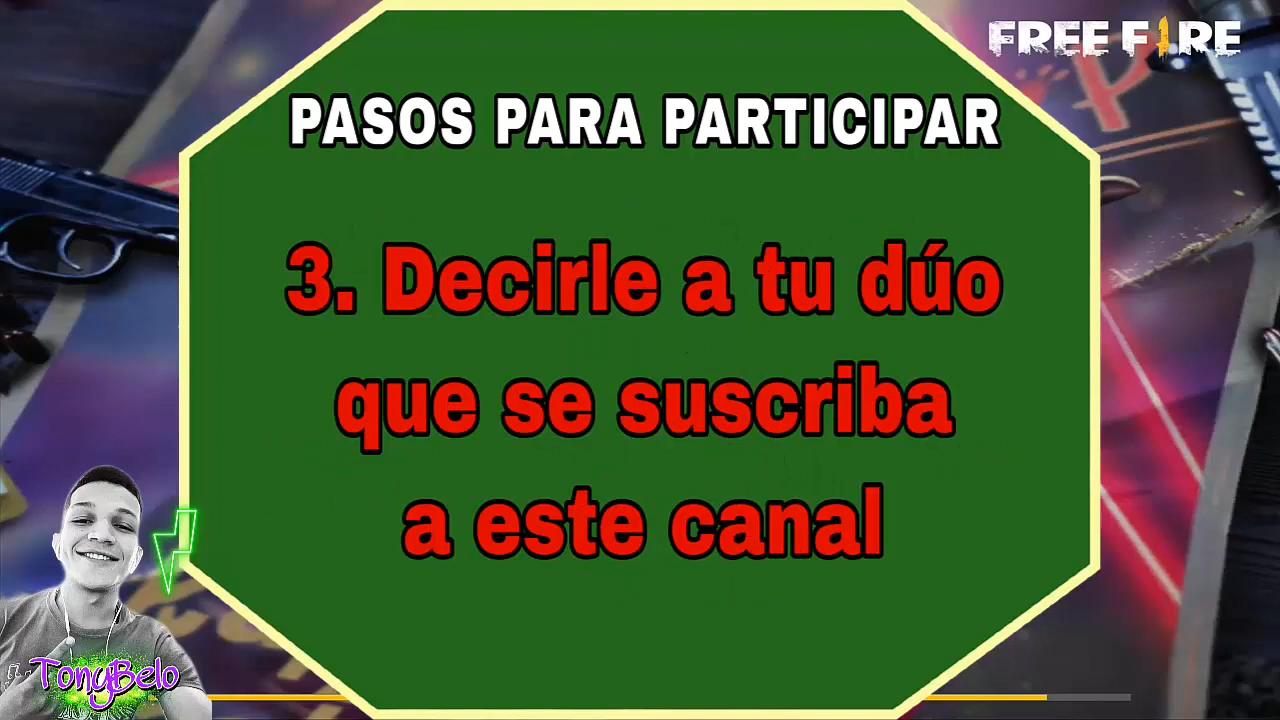 FREE FIRE
PASOS PARA PARTICIPAR
3. Decirle a tu dúo
que se suscriba
a este canal
TonyBelo